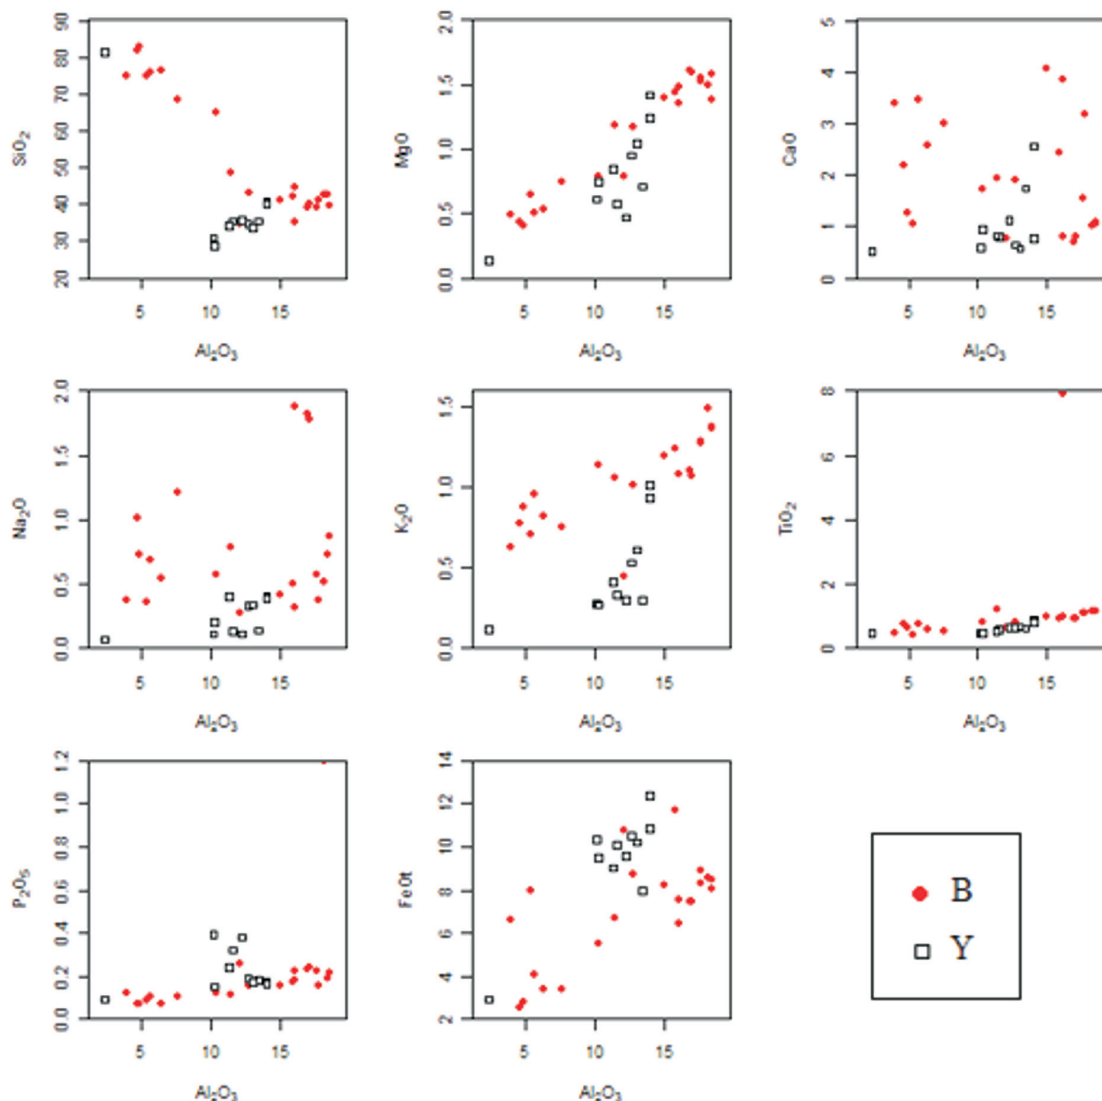 90
80
70
60
50
40
30
20
SiO₂
5 10 15
Al₂O₃
2.0
1.5
1.0
0.5
0.0
MgO
5 10 15
Al₂O₃
5
4
3
2
1
0
CaO
5 10 15
Al₂O₃
2.0
1.5
1.0
0.5
0.0
Na₂O
5 10 15
Al₂O₃
1.5
1.0
0.5
0.0
K₂O
5 10 15
Al₂O₃
8
6
4
2
0
TiO₂
5 10 15
Al₂O₃
1.2
1.0
0.8
0.6
0.4
0.2
0.0
P₂O₅
5 10 15
Al₂O₃
14
12
10
8
6
4
2
FeOt
5 10 15
Al₂O₃
B
Y